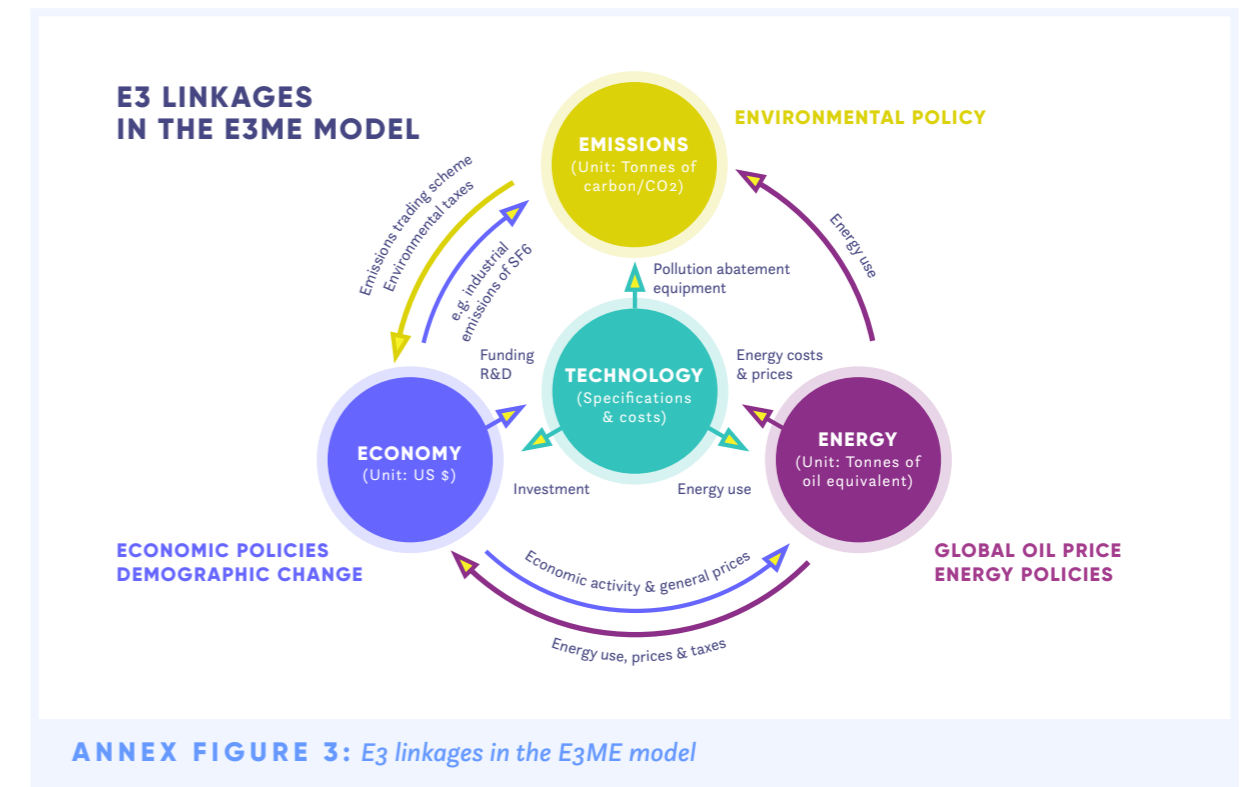 E3 LINKAGES
IN THE E3ME MODEL
EMISSIONS
(Unit: Tonnes of
carbon/CO2)
ENVIRONMENTAL POLICY
Emissions trading scheme
Environmental taxes
e.g. industrial
emissions of SF6
Energy use
Pollution abatement
equipment
Funding
R&D
TECHNOLOGY
(Specifications
& costs)
Energy costs
& prices
ECONOMY
(Unit: US $)
ENERGY
(Unit: Tonnes of
oil equivalent)
Investment
Energy use
ECONOMIC POLICIES
DEMOGRAPHIC CHANGE
Economic activity & general prices
GLOBAL OIL PRICE
ENERGY POLICIES
Energy use, prices & taxes
ANNEX FIGURE 3: E3 linkages in the E3ME model